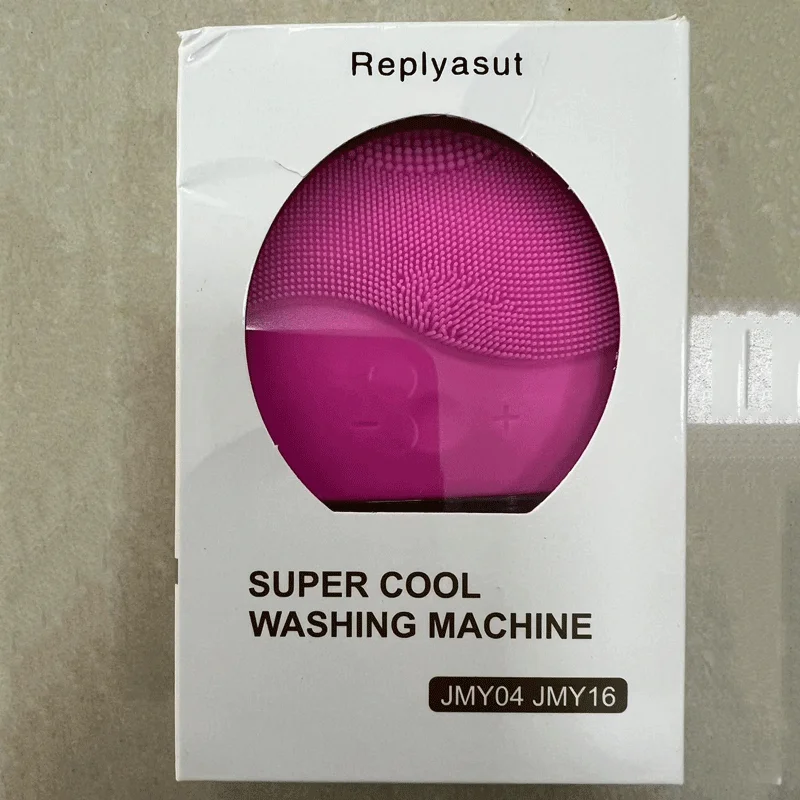 Replyasut
SUPER COOL
WASHING MACHINE
JMY04 JMY16